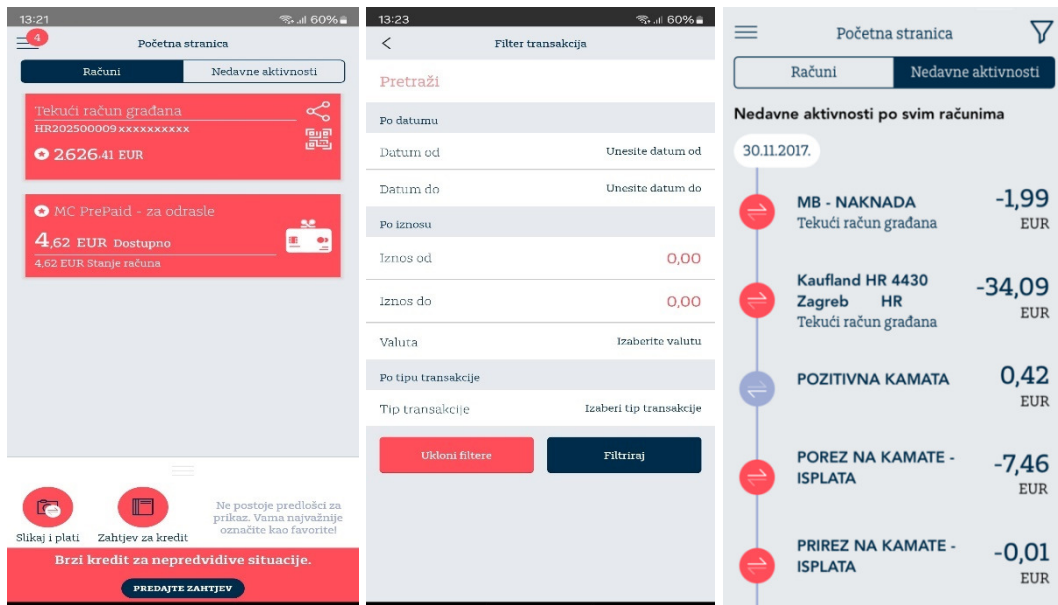 13:21
60%
4
Početna stranica
Računi
Nedavne aktivnosti
Tekući račun građana
HR202500009xxxxxxxxxx
2.626,41 EUR
MC PrePaid - za odrasle
4,62 EUR Dostupno
4,62 EUR Stanje računa
Slikaj i plati
Zahtjev za kredit
Ne postoje predlošci za
prikaz. Vama najvažnije
označite kao favorite!
Brzi kredit za nepredvidive situacije.
PREDAJTE ZAHTJEV
13:23
60%
Filter transakcija
Pretraži
Po datumu
Datum od
Unesite datum od
Datum do
Unesite datum do
Po iznosu
Iznos od
0,00
Iznos do
0,00
Valuta
Izaberite valutu
Po tipu transakcije
Tip transakcije
Izaberi tip transakcije
Ukloni filtere
Filtriraj
Početna stranica
Računi
Nedavne aktivnosti
Nedavne aktivnosti po svim računima
30.11.2017.
MB - NAKNADA
-1,99
Tekući račun građana
EUR
Kaufland HR 4430
Zagreb HR
-34,09
Tekući račun građana
EUR
POZITIVNA KAMATA
0,42
EUR
POREZ NA KAMATE -
ISPLATA
-7,46
EUR
PRIREZ NA KAMATE -
ISPLATA
-0,01
EUR